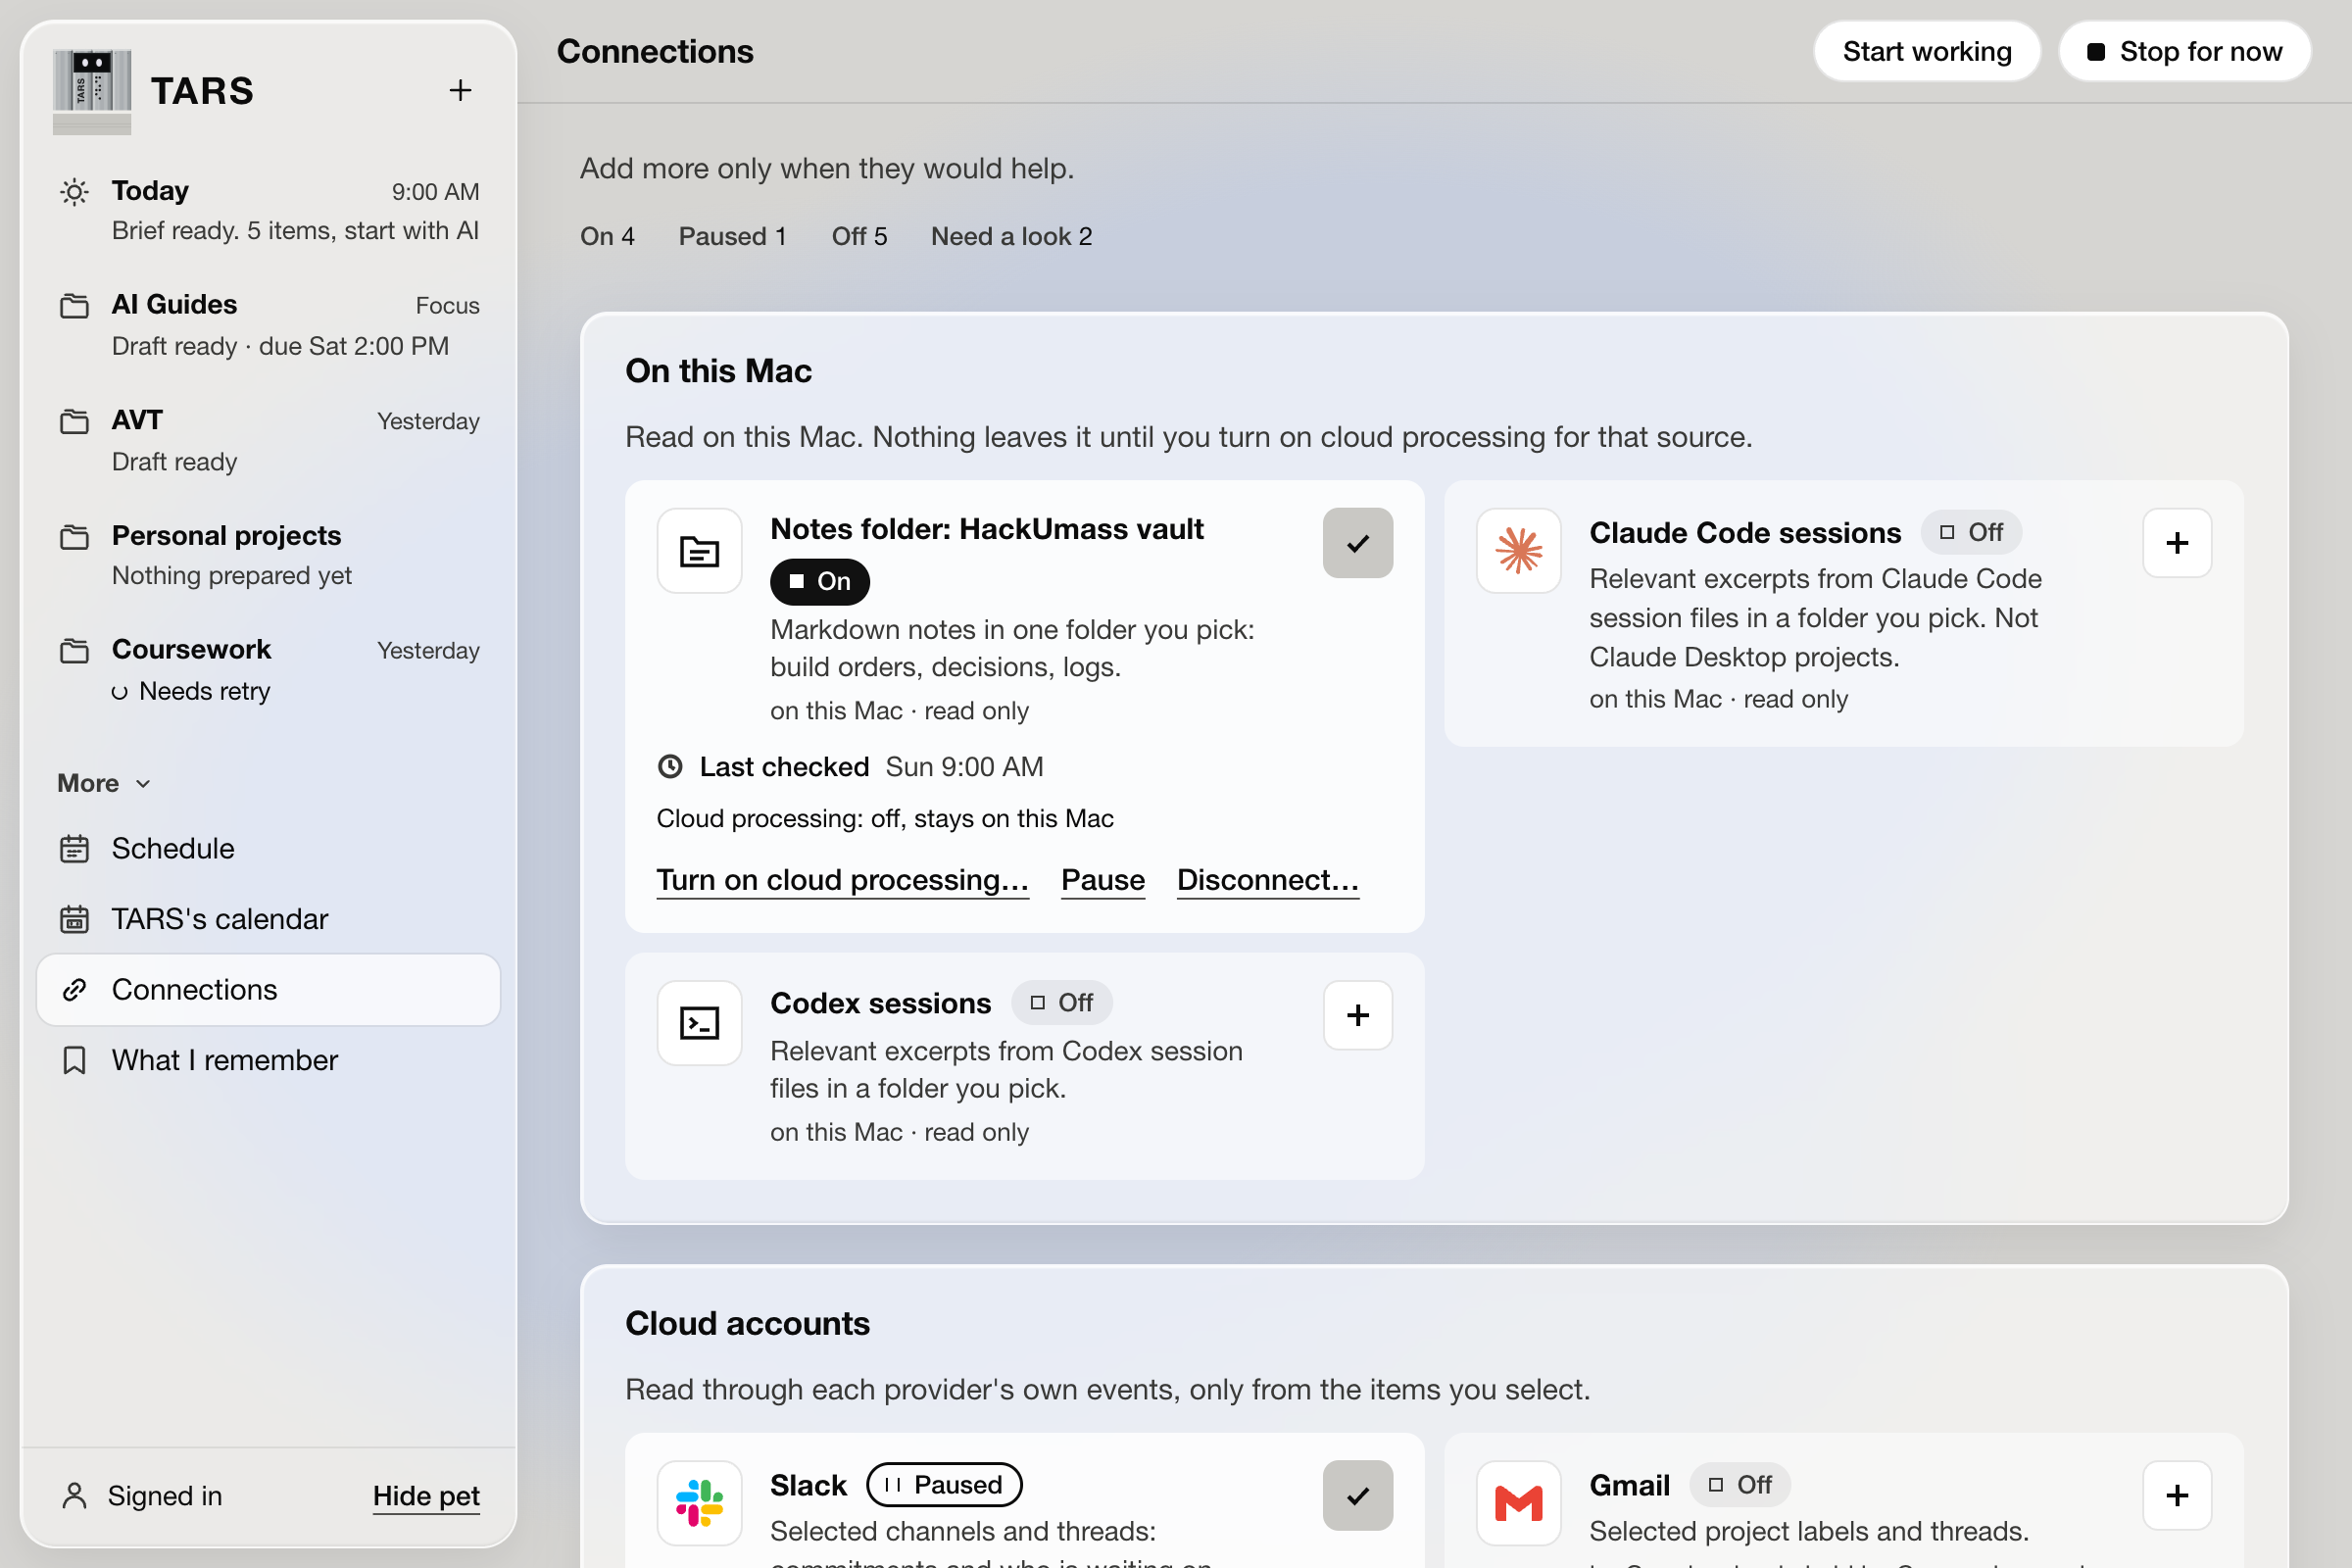 TARS
TARS
Today 9:00 AM
Brief ready. 5 items, start with AI
AI Guides Focus
Draft ready · due Sat 2:00 PM
AVT Yesterday
Draft ready
Personal projects
Nothing prepared yet
Coursework Yesterday
Needs retry
More
Schedule
TARS's calendar
Connections
What I remember
Signed in Hide pet
Connections
Start working
Stop for now
Add more only when they would help.
On 4 Paused 1 Off 5 Need a look 2
On this Mac
Read on this Mac. Nothing leaves it until you turn on cloud processing for that source.
Notes folder: HackUmass vault
On
Markdown notes in one folder you pick:
build orders, decisions, logs.
on this Mac · read only
Last checked Sun 9:00 AM
Cloud processing: off, stays on this Mac
Turn on cloud processing... Pause Disconnect...
Claude Code sessions Off
Relevant excerpts from Claude Code
session files in a folder you pick. Not
Claude Desktop projects.
on this Mac · read only
Codex sessions Off
Relevant excerpts from Codex session
files in a folder you pick.
on this Mac · read only
Cloud accounts
Read through each provider's own events, only from the items you select.
Slack Paused
Selected channels and threads:
commitments and who is waiting on
Gmail Off
Selected project labels and threads.